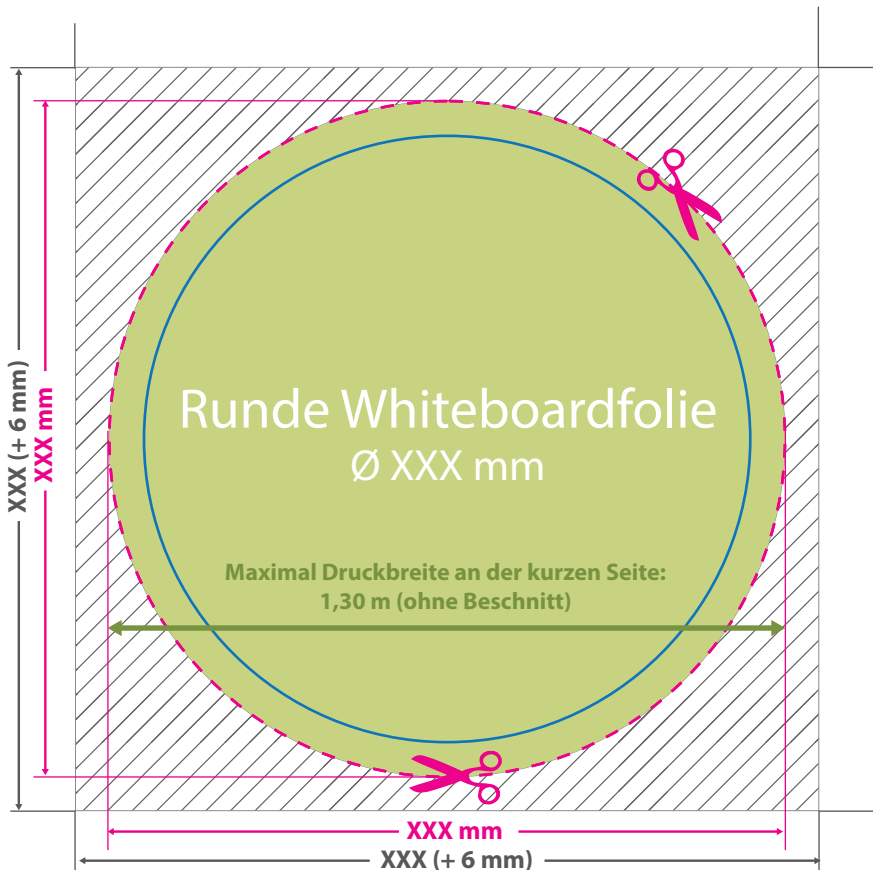 XXX (+ 6 mm)
XXX mm
Runde Whiteboardfolie
Ø XXX mm
Maximal Druckbreite an der kurzen Seite:
1,30 m (ohne Beschnitt)
XXX mm
XXX (+ 6 mm)